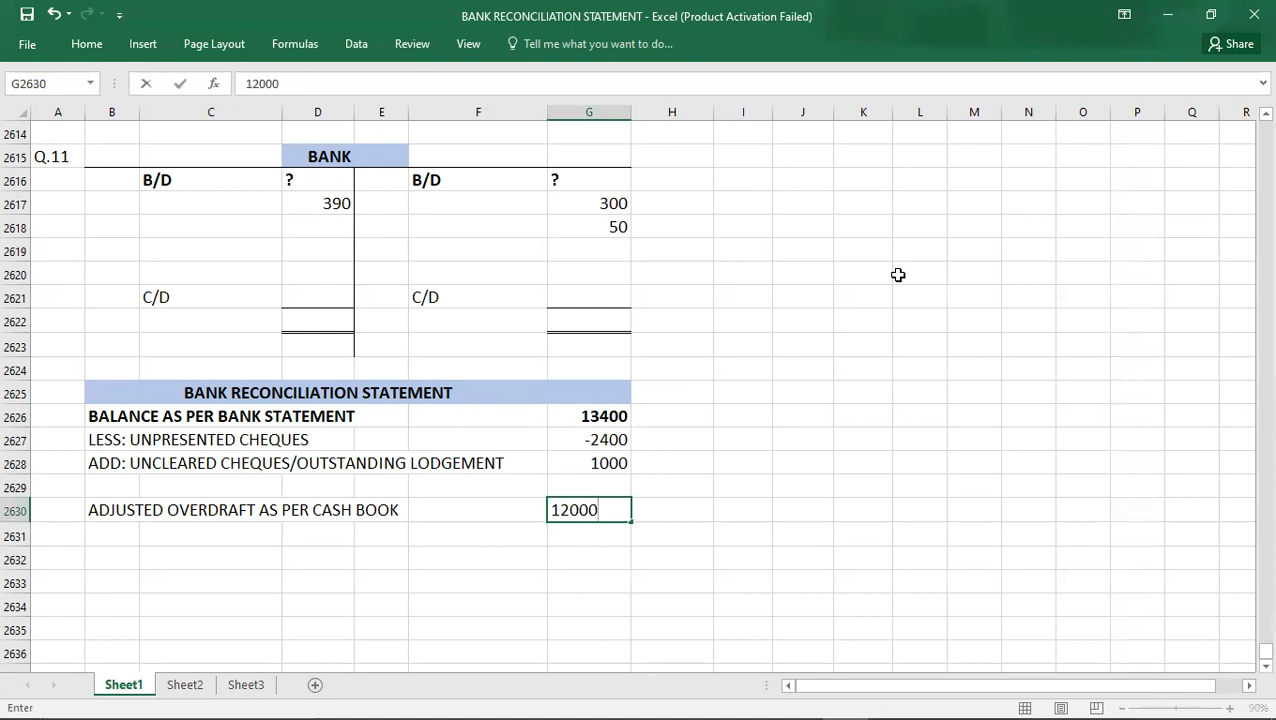 BANK RECONCILIATION STATEMENT - Excel (Product Activation Failed)
File Home Insert Page Layout Formulas Data Review View Tell me what you want to do... Share
G2630 fx 12000
A B C D E F G H I J K L M N O P Q R
2614
2615 Q.11 BANK
2616 B/D ? B/D ?
2617 390 300
2618 50
2619
2620
2621 C/D C/D
2622
2623
2624
2625 BANK RECONCILIATION STATEMENT
2626 BALANCE AS PER BANK STATEMENT 13400
2627 LESS: UNPRESENTED CHEQUES -2400
2628 ADD: UNCLEARED CHEQUES/OUTSTANDING LODGEMENT 1000
2629
2630 ADJUSTED OVERDRAFT AS PER CASH BOOK 12000
2631
2632
2633
2634
2635
2636
Sheet1 Sheet2 Sheet3
Enter 90%